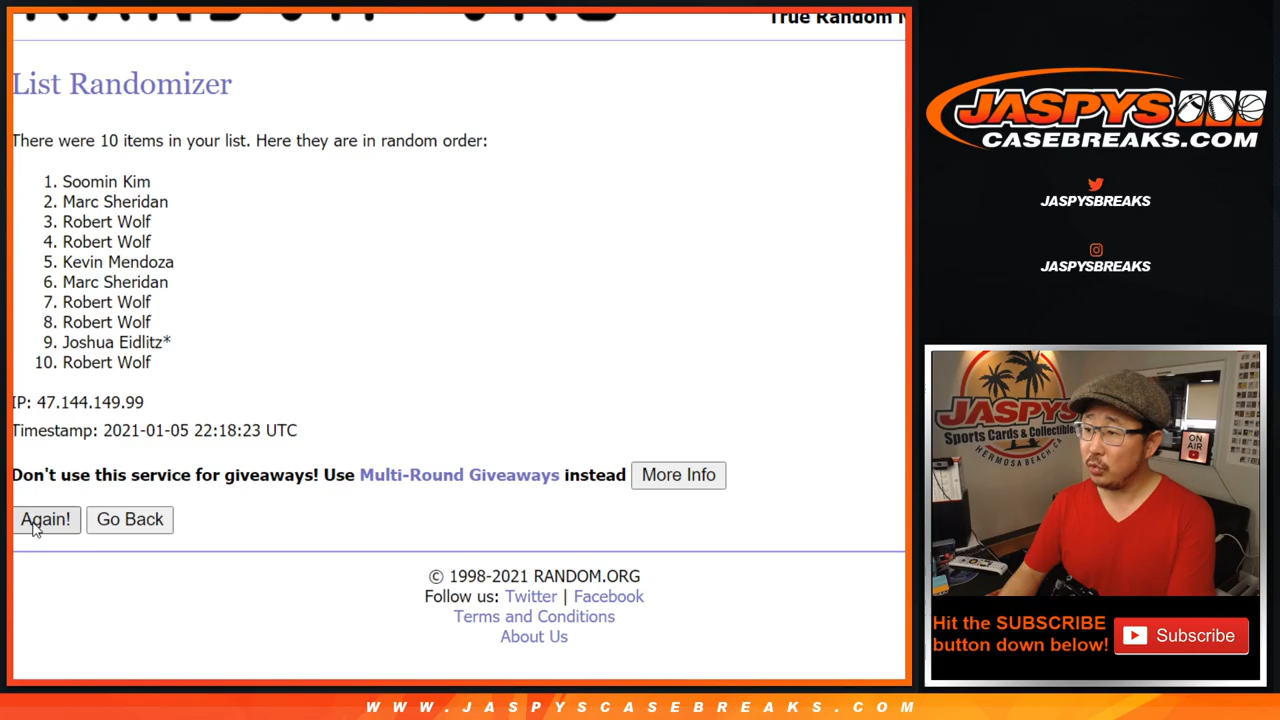 True Random
List Randomizer
There were 10 items in your list. Here they are in random order:
1. Soomin Kim
2. Marc Sheridan
3. Robert Wolf
4. Robert Wolf
5. Kevin Mendoza
6. Marc Sheridan
7. Robert Wolf
8. Robert Wolf
9. Joshua Eidlitz*
10. Robert Wolf
IP: 47.144.149.99
Timestamp: 2021-01-05 22:18:23 UTC
Don't use this service for giveaways! Use Multi-Round Giveaways instead More Info
Again! Go Back
© 1998-2021 RANDOM.ORG
Follow us: Twitter | Facebook
Terms and Conditions
About Us
JASPYS
CASEBREAKS.COM
JASPYSBREAKS
JASPYSBREAKS
JASPYS
Sports Cards & Collectibles
HERMOSA BEACH, CA
ON AIR
Hit the SUBSCRIBE
button down below!
Subscribe
WWW.JASPYSCASEBREAKS.COM